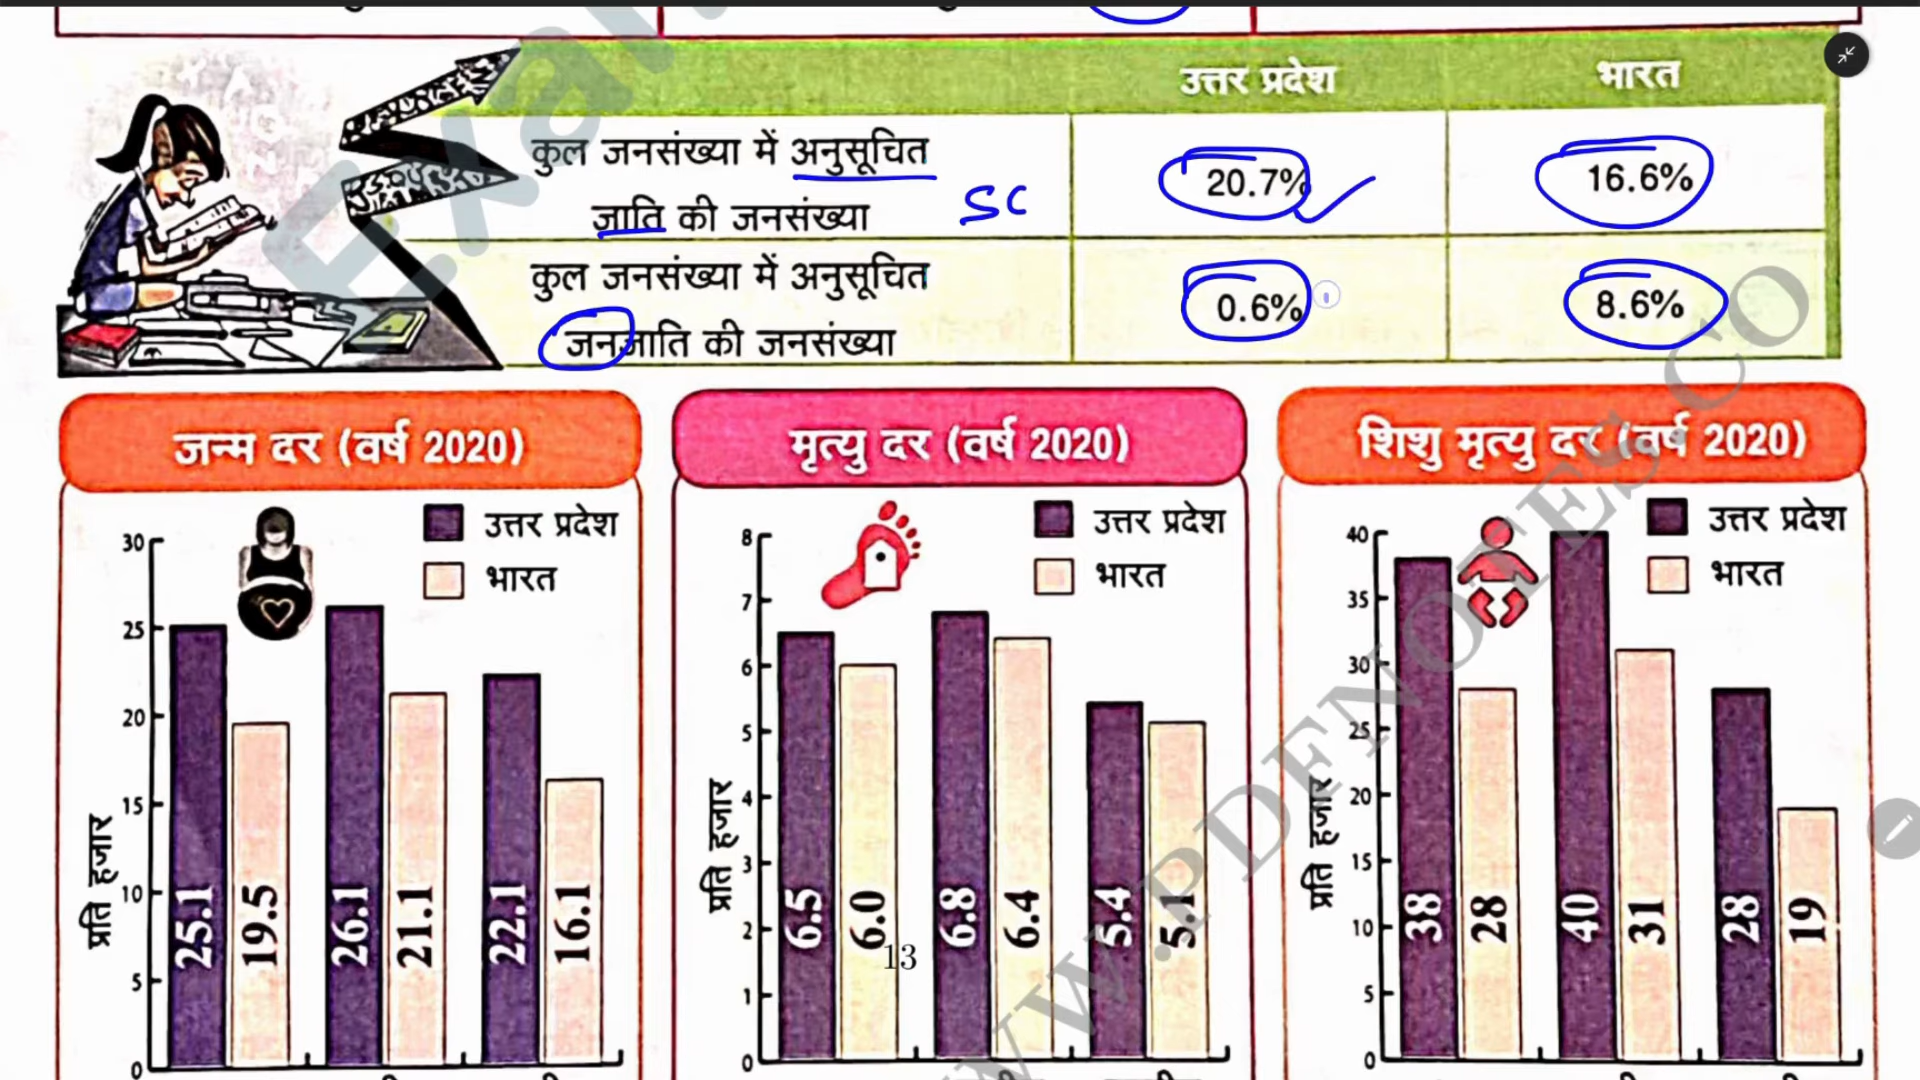 उत्तर प्रदेश
भारत
कुल जनसंख्या में अनुसूचित
जाति की जनसंख्या
SC
20.7%
16.6%
कुल जनसंख्या में अनुसूचित
जनजाति की जनसंख्या
0.6%
8.6%
जन्म दर (वर्ष 2020)
उत्तर प्रदेश
भारत
प्रति हजार
30
25
20
15
10
5
0
25.1
19.5
26.1
21.1
22.1
16.1
मृत्यु दर (वर्ष 2020)
उत्तर प्रदेश
भारत
प्रति हजार
8
7
6
5
4
3
2
1
0
6.5
6.0
6.8
6.4
5.4
5.1
शिशु मृत्यु दर (वर्ष 2020)
उत्तर प्रदेश
भारत
प्रति हजार
40
35
30
25
20
15
10
5
0
38
28
40
31
28
19
13
Exam
WWW.PDFNOTES.CO